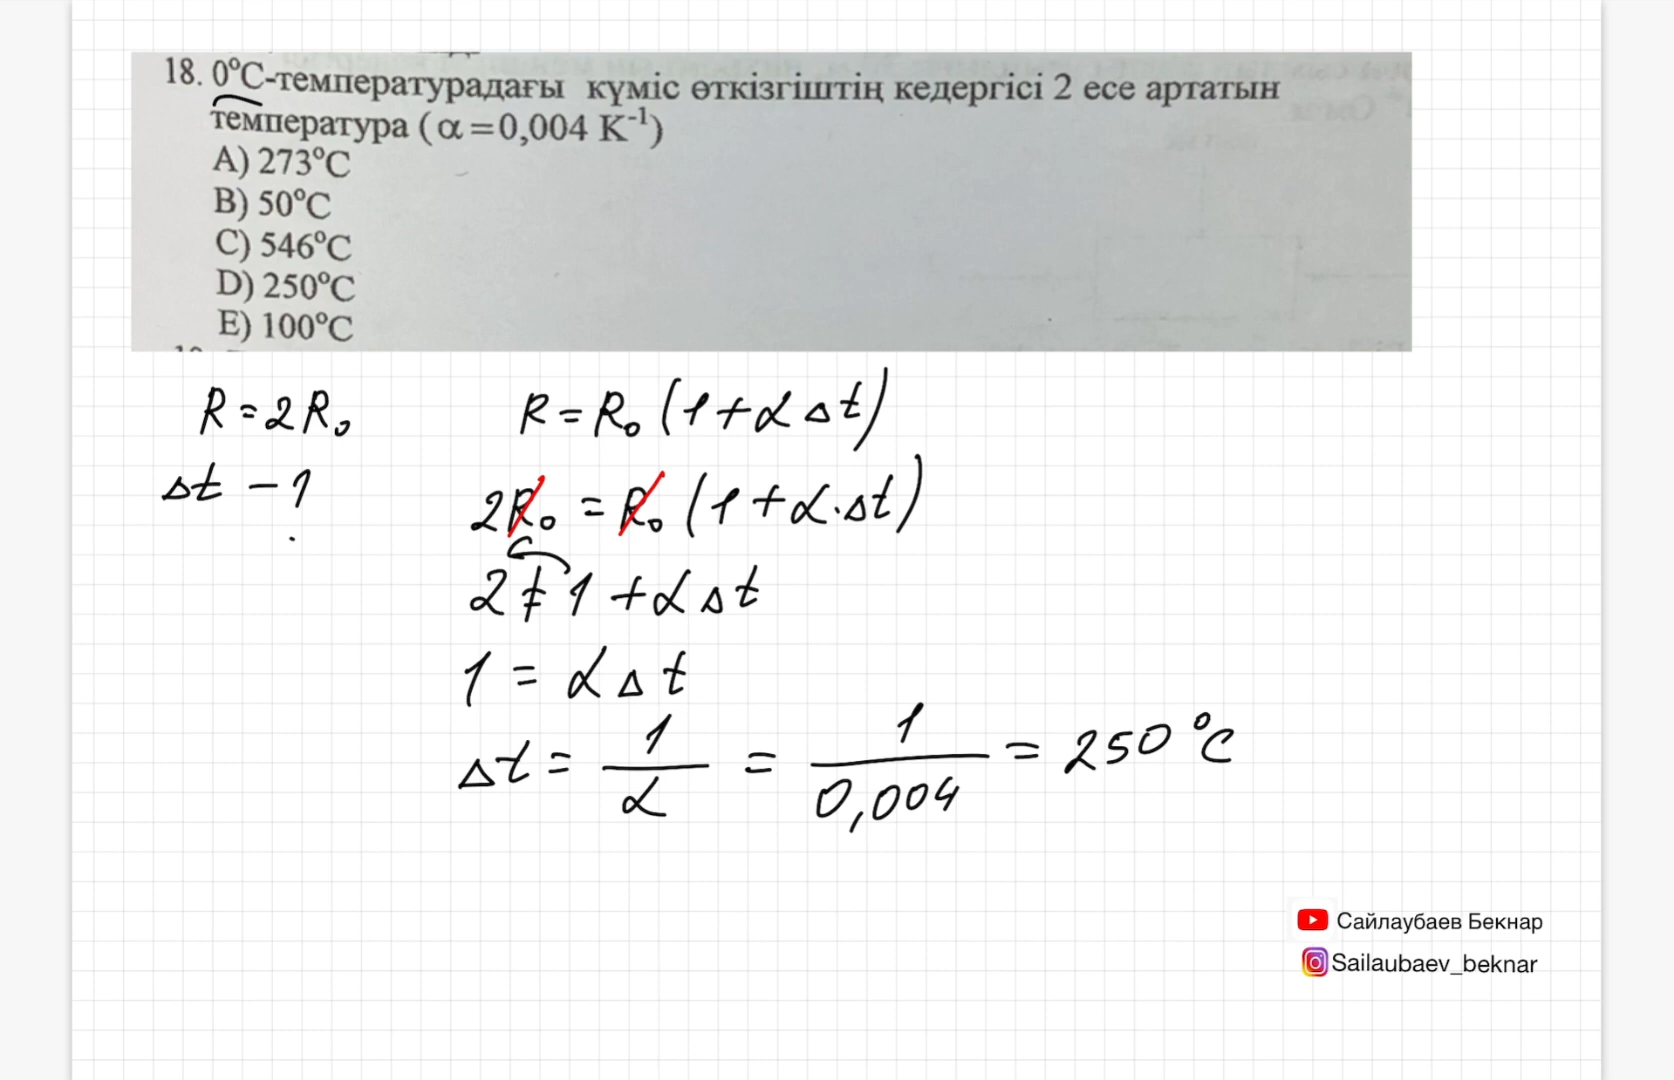 18. 0°С-температурадағы күміс өткізгіштің кедергісі 2 есе артатын
температура (α=0,004 K⁻¹)
A) 273°C
B) 50°C
C) 546°C
D) 250°C
E) 100°C
R=2R₀
Δt - ?
R=R₀(1+αΔt)
2R₀=R₀(1+α·Δt)
2=1+αΔt
1=αΔt
Δt=1/α=1/0,004=250°C
Сайлаубаев Бекнар
Sailaubaev_beknar